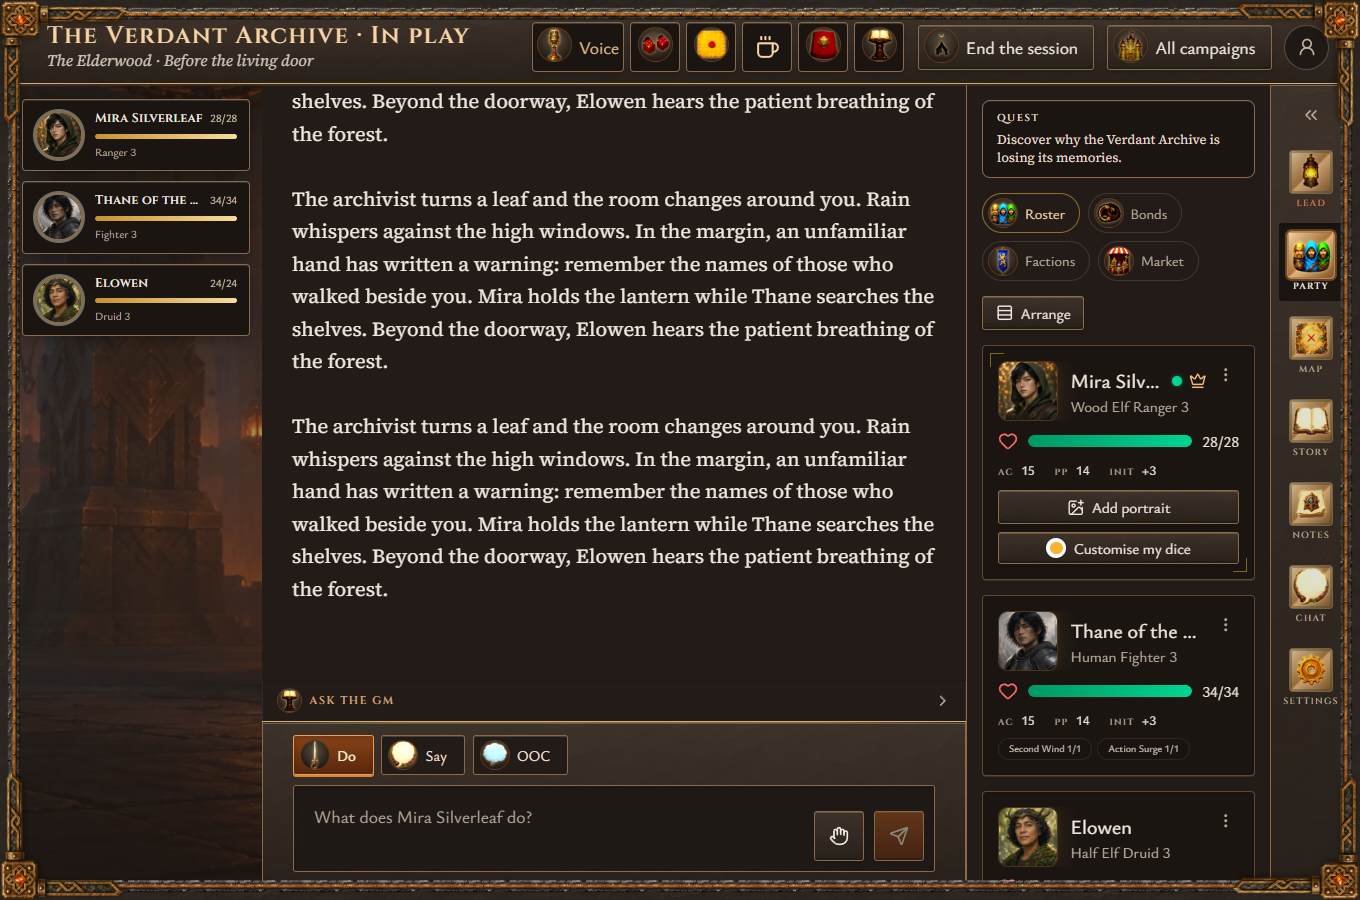 The Verdant Archive · In play
The Elderwood · Before the living door
Voice
End the session
All campaigns
Mira Silverleaf 28/28
Ranger 3
Thane of the ... 34/34
Fighter 3
Elowen 24/24
Druid 3
shelves. Beyond the doorway, Elowen hears the patient breathing of
the forest.
The archivist turns a leaf and the room changes around you. Rain
whispers against the high windows. In the margin, an unfamiliar
hand has written a warning: remember the names of those who
walked beside you. Mira holds the lantern while Thane searches the
shelves. Beyond the doorway, Elowen hears the patient breathing of
the forest.
The archivist turns a leaf and the room changes around you. Rain
whispers against the high windows. In the margin, an unfamiliar
hand has written a warning: remember the names of those who
walked beside you. Mira holds the lantern while Thane searches the
shelves. Beyond the doorway, Elowen hears the patient breathing of
the forest.
ASK THE GM
Do
Say
OOC
What does Mira Silverleaf do?
QUEST
Discover why the Verdant Archive is
losing its memories.
Roster
Bonds
Factions
Market
Arrange
Mira Silv...
Wood Elf Ranger 3
28/28
AC 15 PP 14 INIT +3
Add portrait
Customise my dice
Thane of the ...
Human Fighter 3
34/34
AC 15 PP 14 INIT +3
Second Wind 1/1
Action Surge 1/1
Elowen
Half Elf Druid 3
LEAD
PARTY
MAP
STORY
NOTES
CHAT
SETTINGS